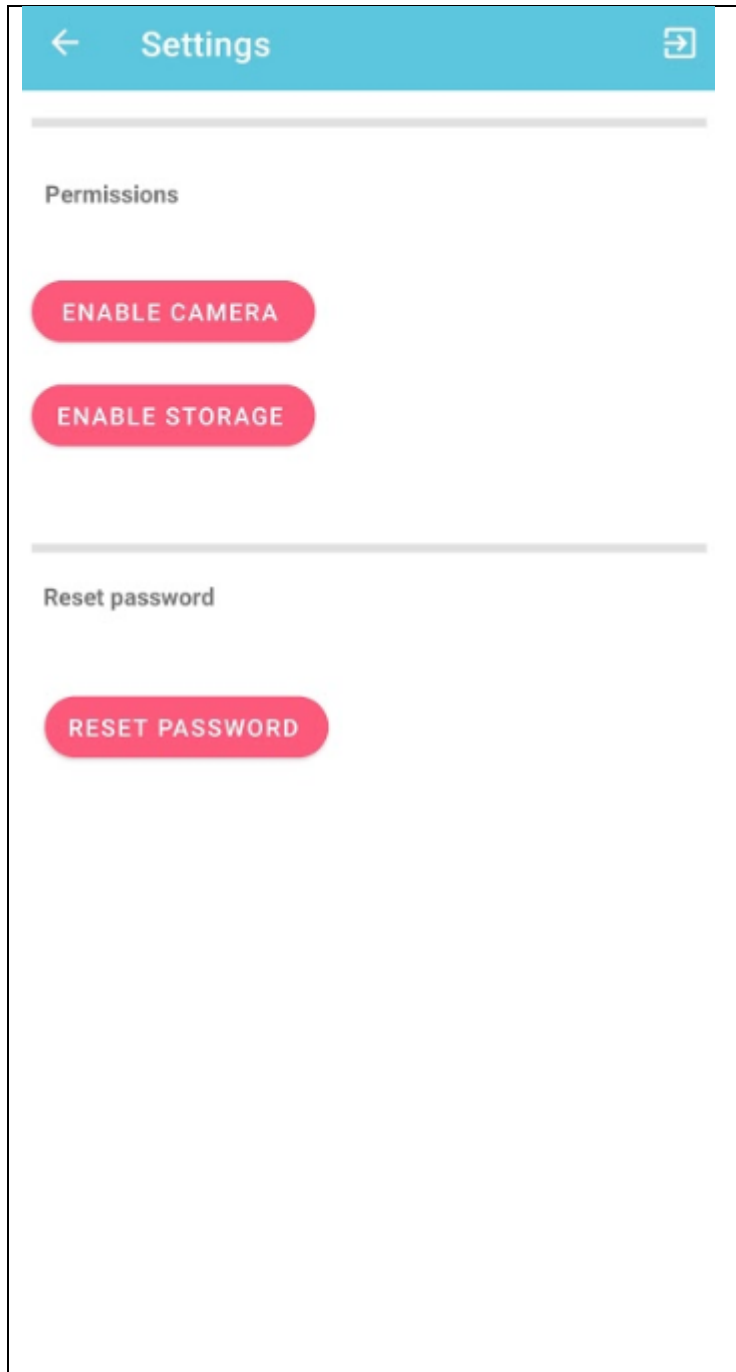 Settings
Permissions
ENABLE CAMERA
ENABLE STORAGE
Reset password
RESET PASSWORD